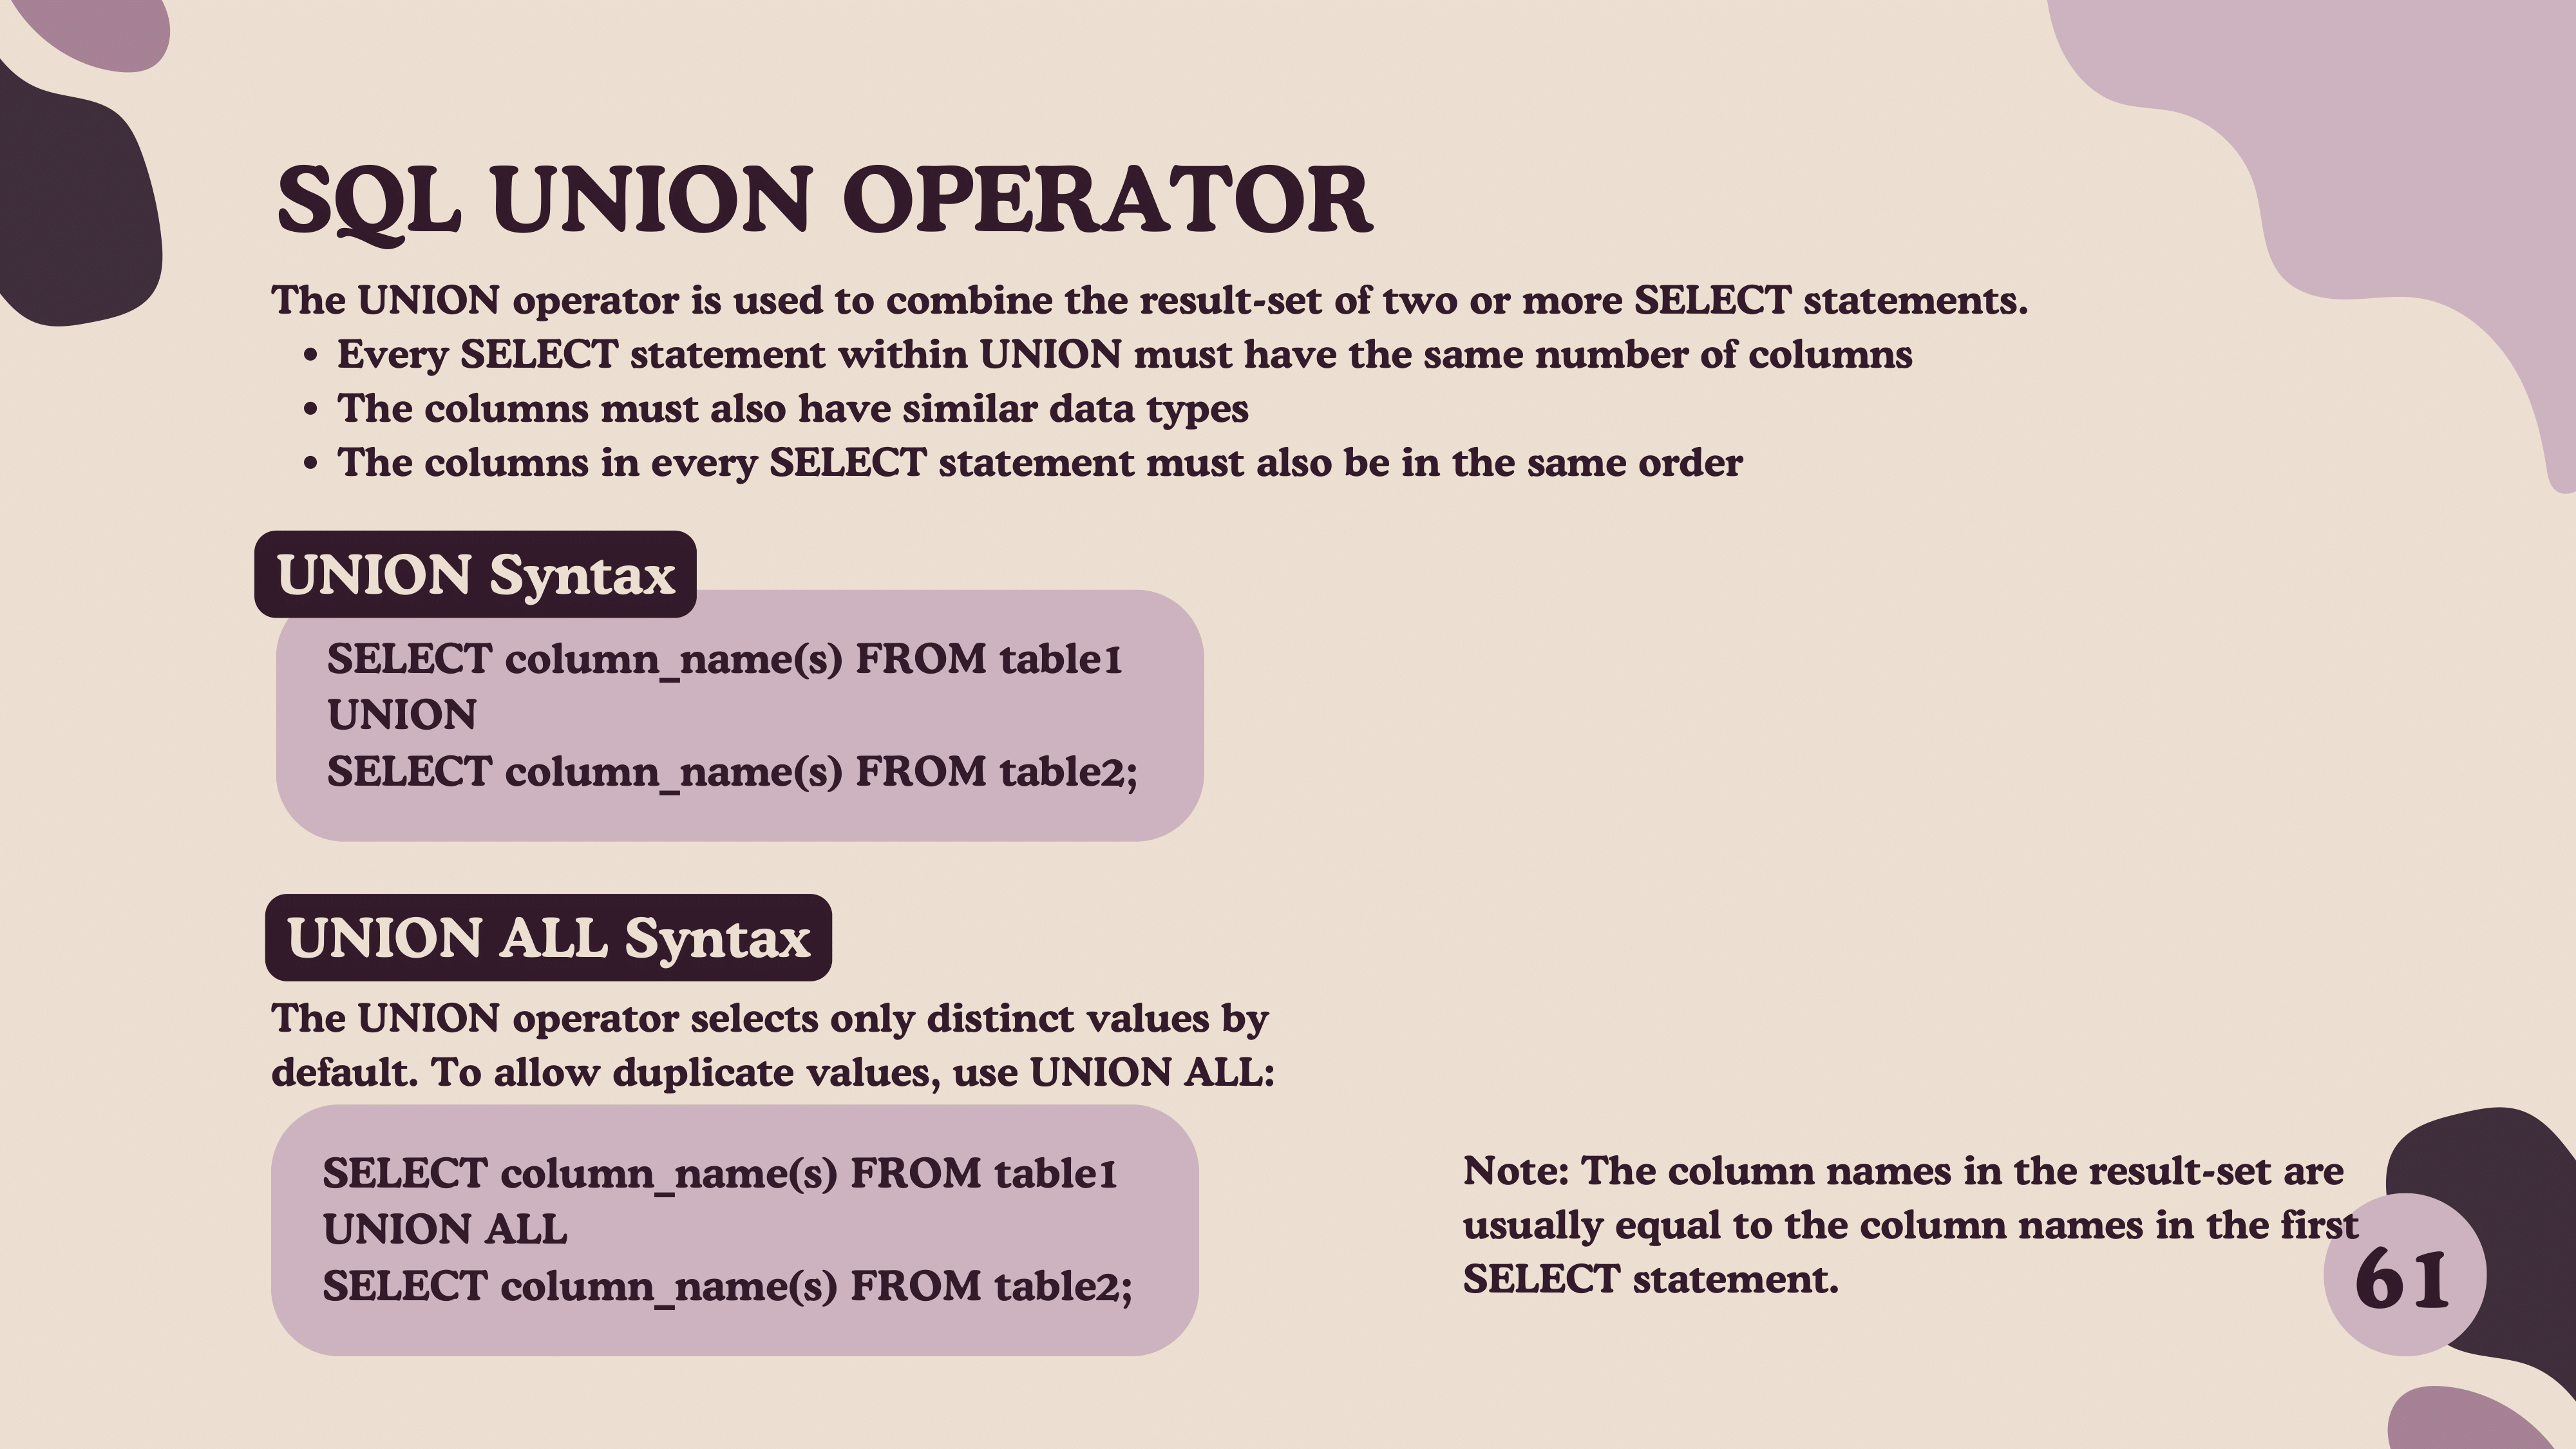 SQL UNION OPERATOR
The UNION operator is used to combine the result-set of two or more SELECT statements.
• Every SELECT statement within UNION must have the same number of columns
• The columns must also have similar data types
• The columns in every SELECT statement must also be in the same order
UNION Syntax
SELECT column_name(s) FROM table1
UNION
SELECT column_name(s) FROM table2;
UNION ALL Syntax
The UNION operator selects only distinct values by
default. To allow duplicate values, use UNION ALL:
SELECT column_name(s) FROM table1
UNION ALL
SELECT column_name(s) FROM table2;
Note: The column names in the result-set are
usually equal to the column names in the first
SELECT statement.
61